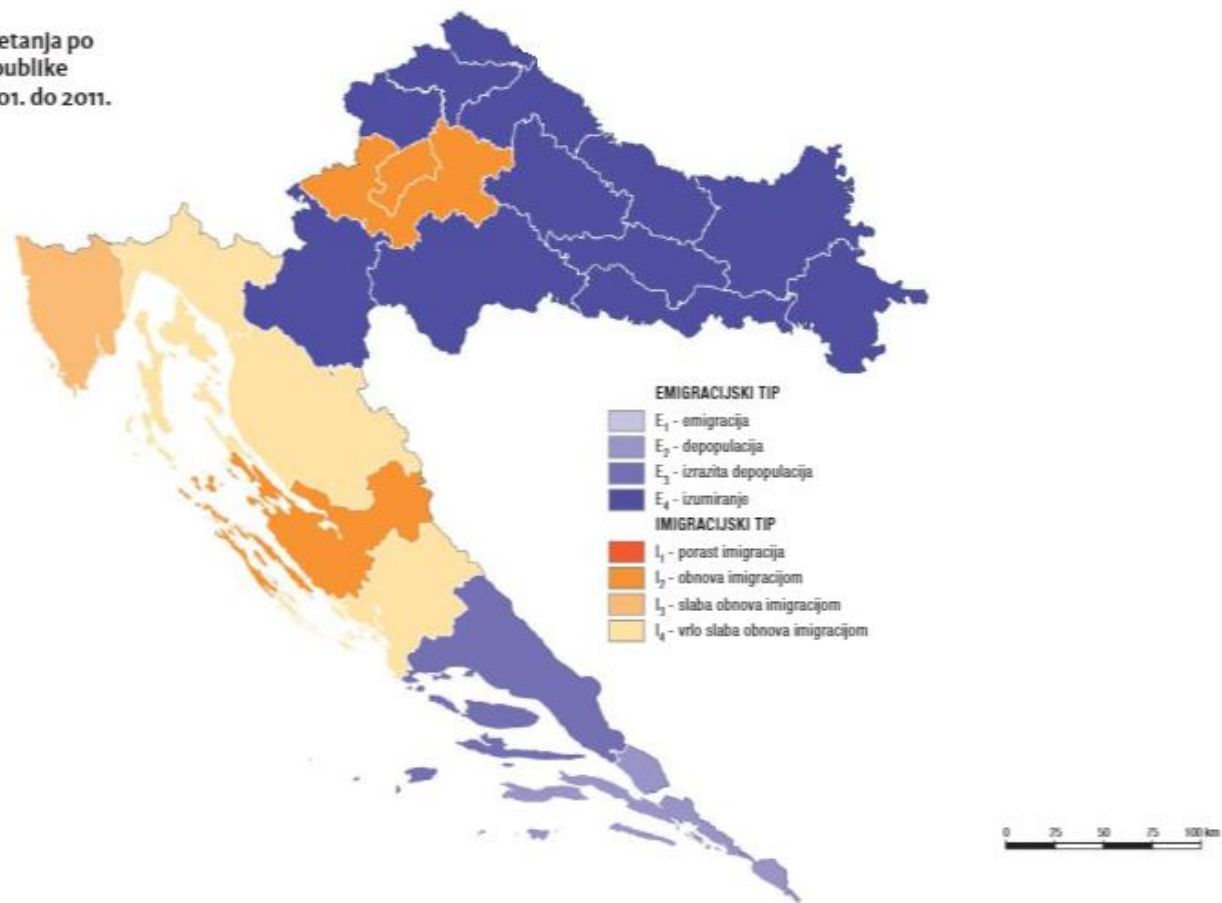 etanja po
publike
01. do 2011.
EMIGRACIJSKI TIP
E₁ - emigracija
E₂ - depopulacija
E₃ - izrazita depopulacija
E₄ - izumiranje
IMIGRACIJSKI TIP
I₁ - porast imigracija
I₂ - obnova imigracijom
I₃ - slaba obnova imigracijom
I₄ - vrlo slaba obnova imigracijom
0 25 50 75 100 km